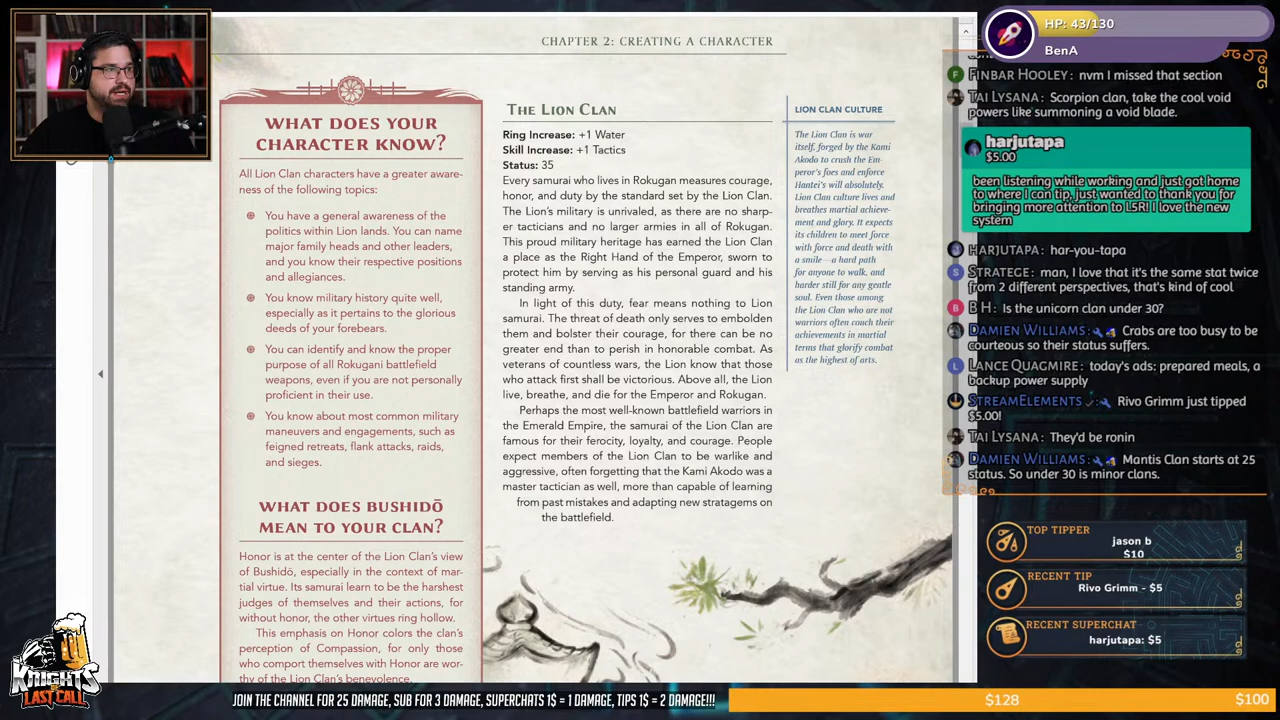 CHAPTER 2: CREATING A CHARACTER
WHAT DOES YOUR
CHARACTER KNOW?
All Lion Clan characters have a greater aware-
ness of the following topics:
You have a general awareness of the
politics within Lion lands. You can name
major family heads and other leaders,
and you know their respective positions
and allegiances.
You know military history quite well,
especially as it pertains to the glorious
deeds of your forebears.
You can identify and know the proper
purpose of all Rokugani battlefield
weapons, even if you are not personally
proficient in their use.
You know about most common military
maneuvers and engagements, such as
feigned retreats, flank attacks, raids,
and sieges.
WHAT DOES BUSHIDŌ
MEAN TO YOUR CLAN?
Honor is at the center of the Lion Clan's view
of Bushidō, especially in the context of mar-
tial virtue. Its samurai learn to be the harshest
judges of themselves and their actions, for
without honor, the other virtues ring hollow.
This emphasis on Honor colors the clan's
perception of Compassion, for only those
who comport themselves with Honor are wor-
thy of the Lion Clan's benevolence.
THE LION CLAN
Ring Increase: +1 Water
Skill Increase: +1 Tactics
Status: 35
Every samurai who lives in Rokugan measures courage,
honor, and duty by the standard set by the Lion Clan.
The Lion's military is unrivaled, as there are no sharp-
er tacticians and no larger armies in all of Rokugan.
This proud military heritage has earned the Lion Clan
a place as the Right Hand of the Emperor, sworn to
protect him by serving as his personal guard and his
standing army.
In light of this duty, fear means nothing to Lion
samurai. The threat of death only serves to embolden
them and bolster their courage, for there can be no
greater end than to perish in honorable combat. As
veterans of countless wars, the Lion know that those
who attack first shall be victorious. Above all, the Lion
live, breathe, and die for the Emperor and Rokugan.
Perhaps the most well-known battlefield warriors in
the Emerald Empire, the samurai of the Lion Clan are
famous for their ferocity, loyalty, and courage. People
expect members of the Lion Clan to be warlike and
aggressive, often forgetting that the Kami Akodo was a
master tactician as well, more than capable of learning
from past mistakes and adapting new stratagems on
the battlefield.
LION CLAN CULTURE
The Lion Clan is war
itself, forged by the Kami
Akodo to crush the Em-
peror's foes and enforce
Hantei's will absolutely.
Lion Clan culture lives and
breathes martial achieve-
ment and glory. It expects
its children to meet force
with force and death with
a smile—a hard path
for anyone to walk, and
harder still for any gentle
soul. Even those among
the Lion Clan who are not
warriors often couch their
achievements in martial
terms that glorify combat
as the highest of arts.
HP: 43/130
BenA
F FINBAR HOOLEY: nvm I missed that section
TAI LYSANA: Scorpion clan, take the cool void
powers like summoning a void blade.
harjutapa
$5.00
been listening while working and just got home
to where I can tip, just wanted to thank you for
bringing more attention to L5R! I love the new
system
HARJUTAPA: har-you-tapa
S STRATEGE: man, I love that it's the same stat twice
from 2 different perspectives, that's kind of cool
B B H: Is the unicorn clan under 30?
DAMIEN WILLIAMS: Crabs are too busy to be
courteous so their status suffers.
L LANCE QUAGMIRE: today's ads: prepared meals, a
backup power supply
STREAMELEMENTS: Rivo Grimm just tipped
$5.00!
TAI LYSANA: They'd be ronin
DAMIEN WILLIAMS: Mantis Clan starts at 25
status. So under 30 is minor clans.
TOP TIPPER
jason b
$10
RECENT TIP
Rivo Grimm - $5
RECENT SUPERCHAT
harjutapa: $5
KNIGHTS
OF
LAST CALL
JOIN THE CHANNEL FOR 25 DAMAGE, SUB FOR 3 DAMAGE, SUPERCHATS 1$ = 1 DAMAGE, TIPS 1$ = 2 DAMAGE!!!
$128
$100